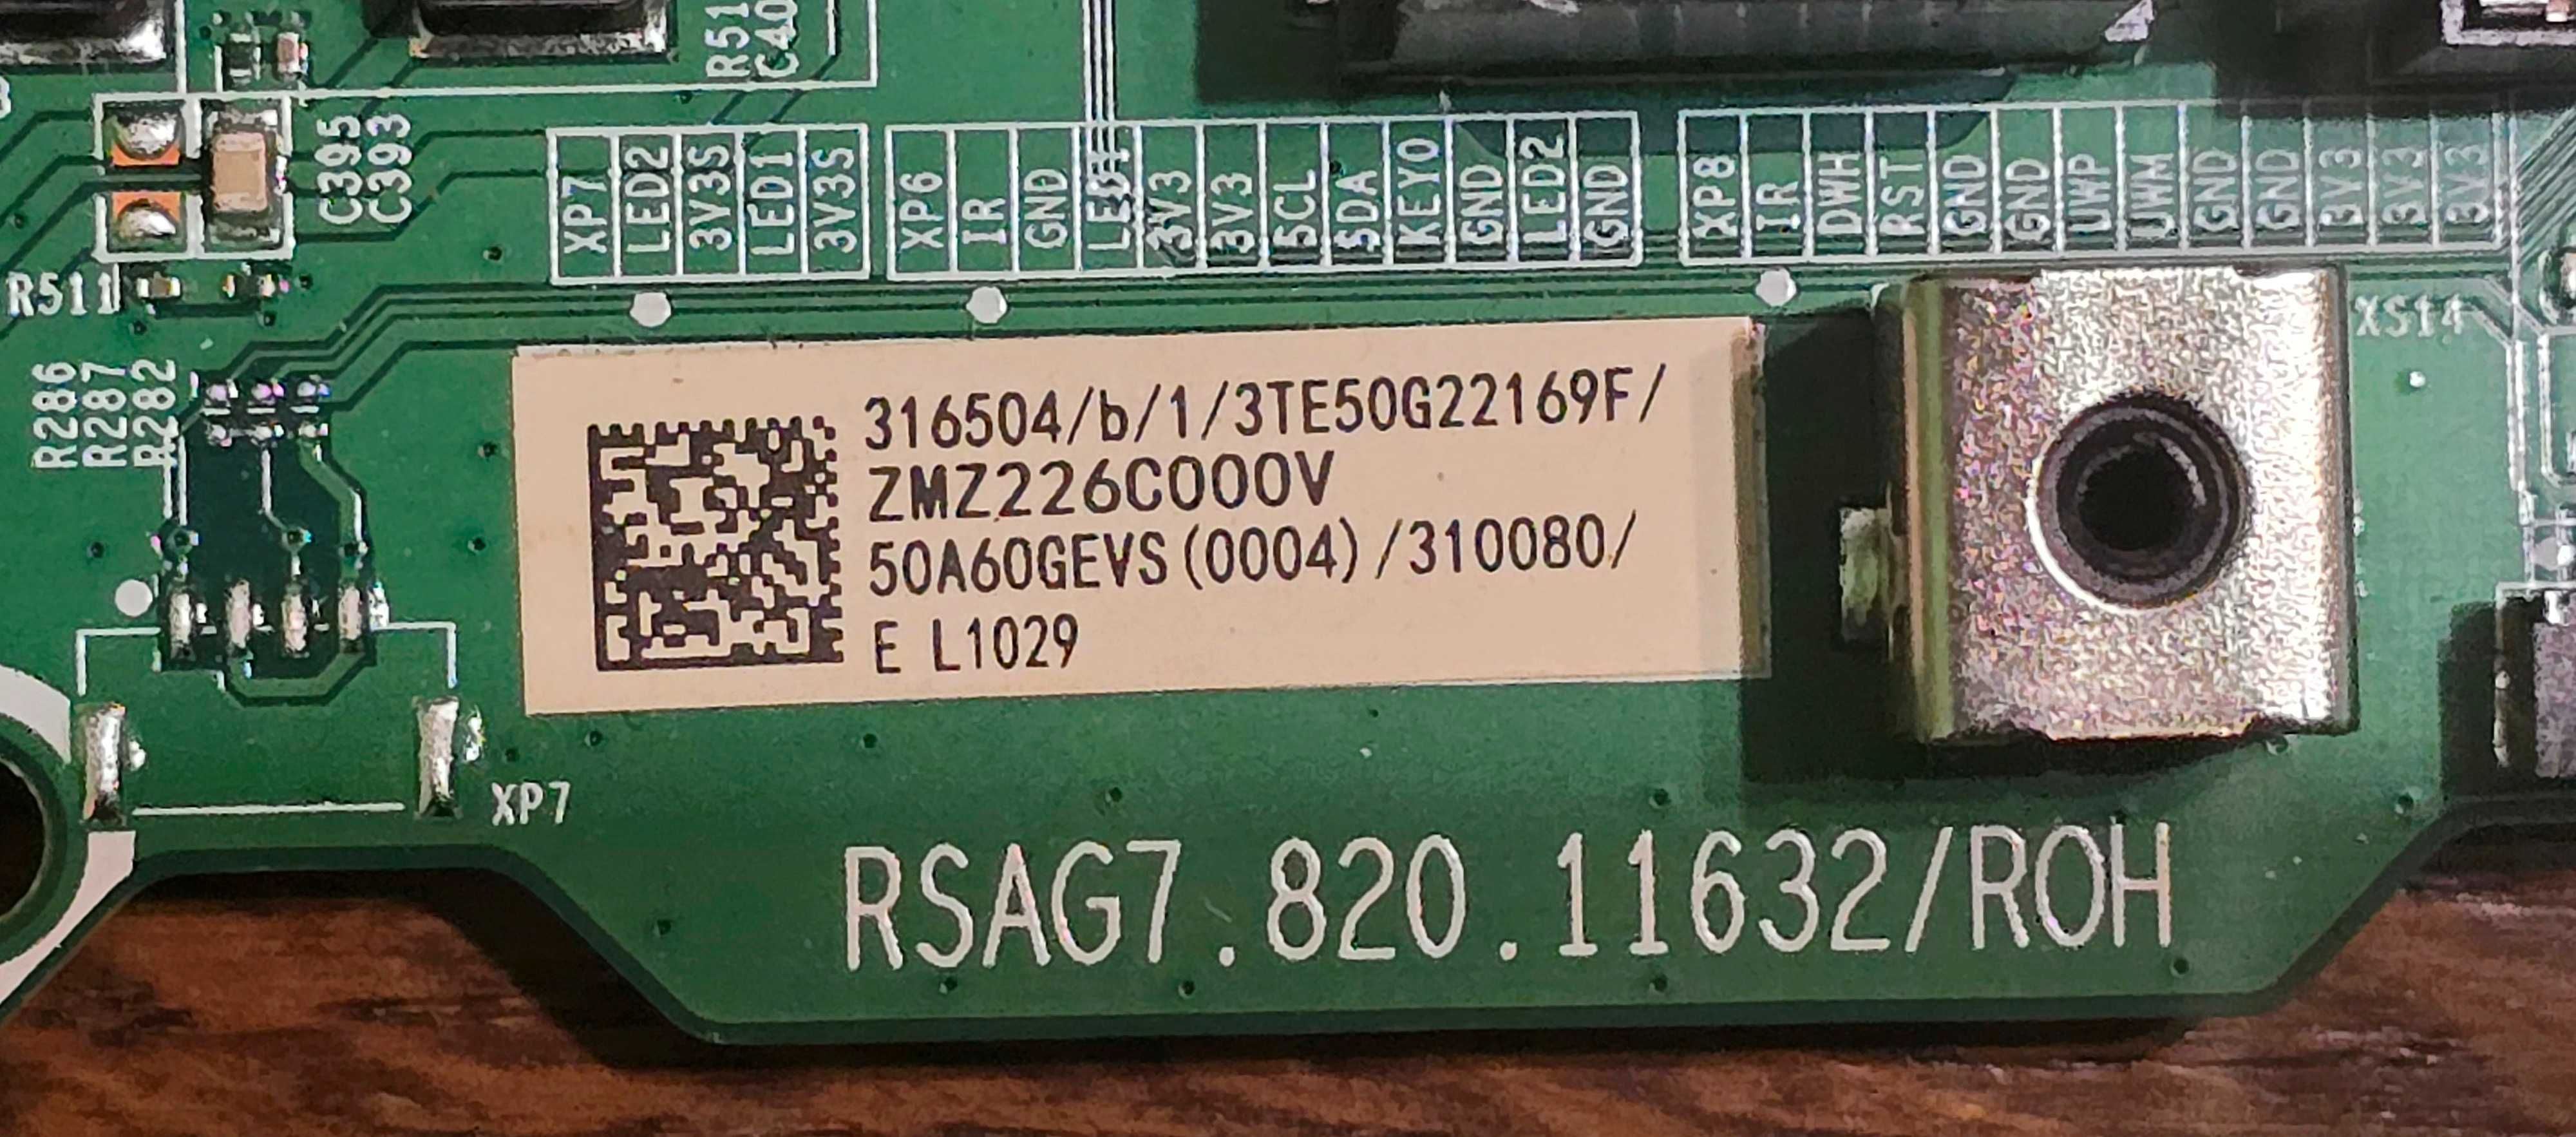 R51
C40
C395
C393
XP7
LED2
3V3S
LED1
3V3S
XP6
IR
GND
3V3
3V3
SCL
SDA
KEY0
GND
LED2
GND
XP8
IR
DWH
RST
GND
GND
UWP
UWM
GND
GND
3V3
3V3
3V3
R511
XS14
R286
R287
R282
316504/b/1/3TE50G22169F/
ZMZ226C000V
50A60GEVS(0004)/310080/
E L1029
XP7
RSAG7.820.11632/ROH